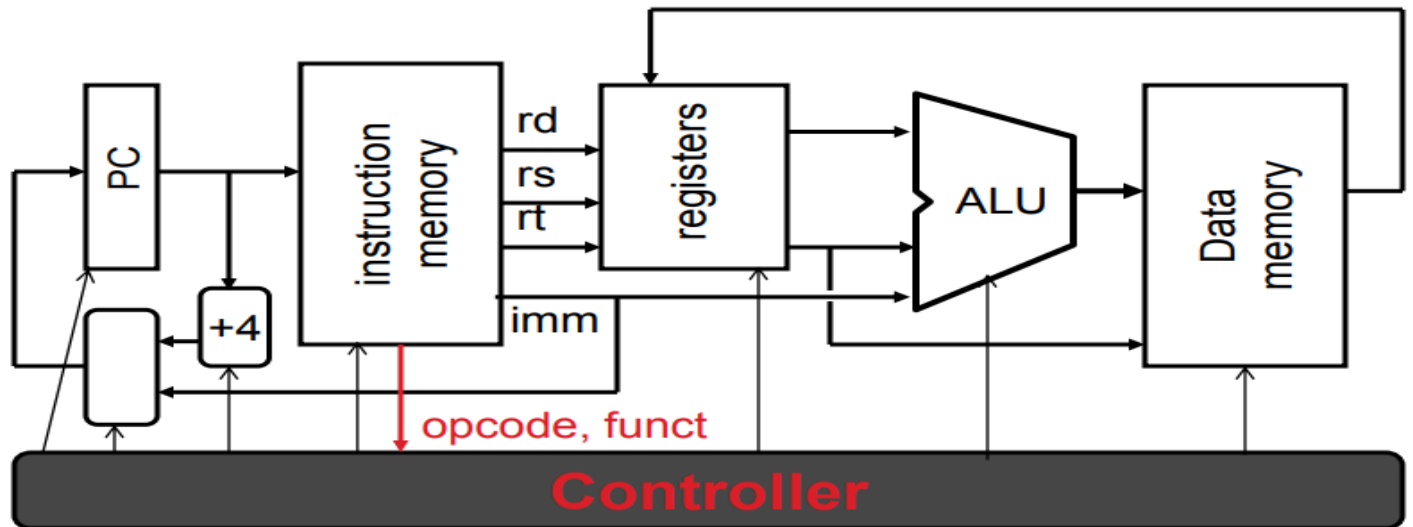 PC
+4
instruction
memory
rd
rs
rt
imm
registers
ALU
Data
memory
opcode, funct
Controller